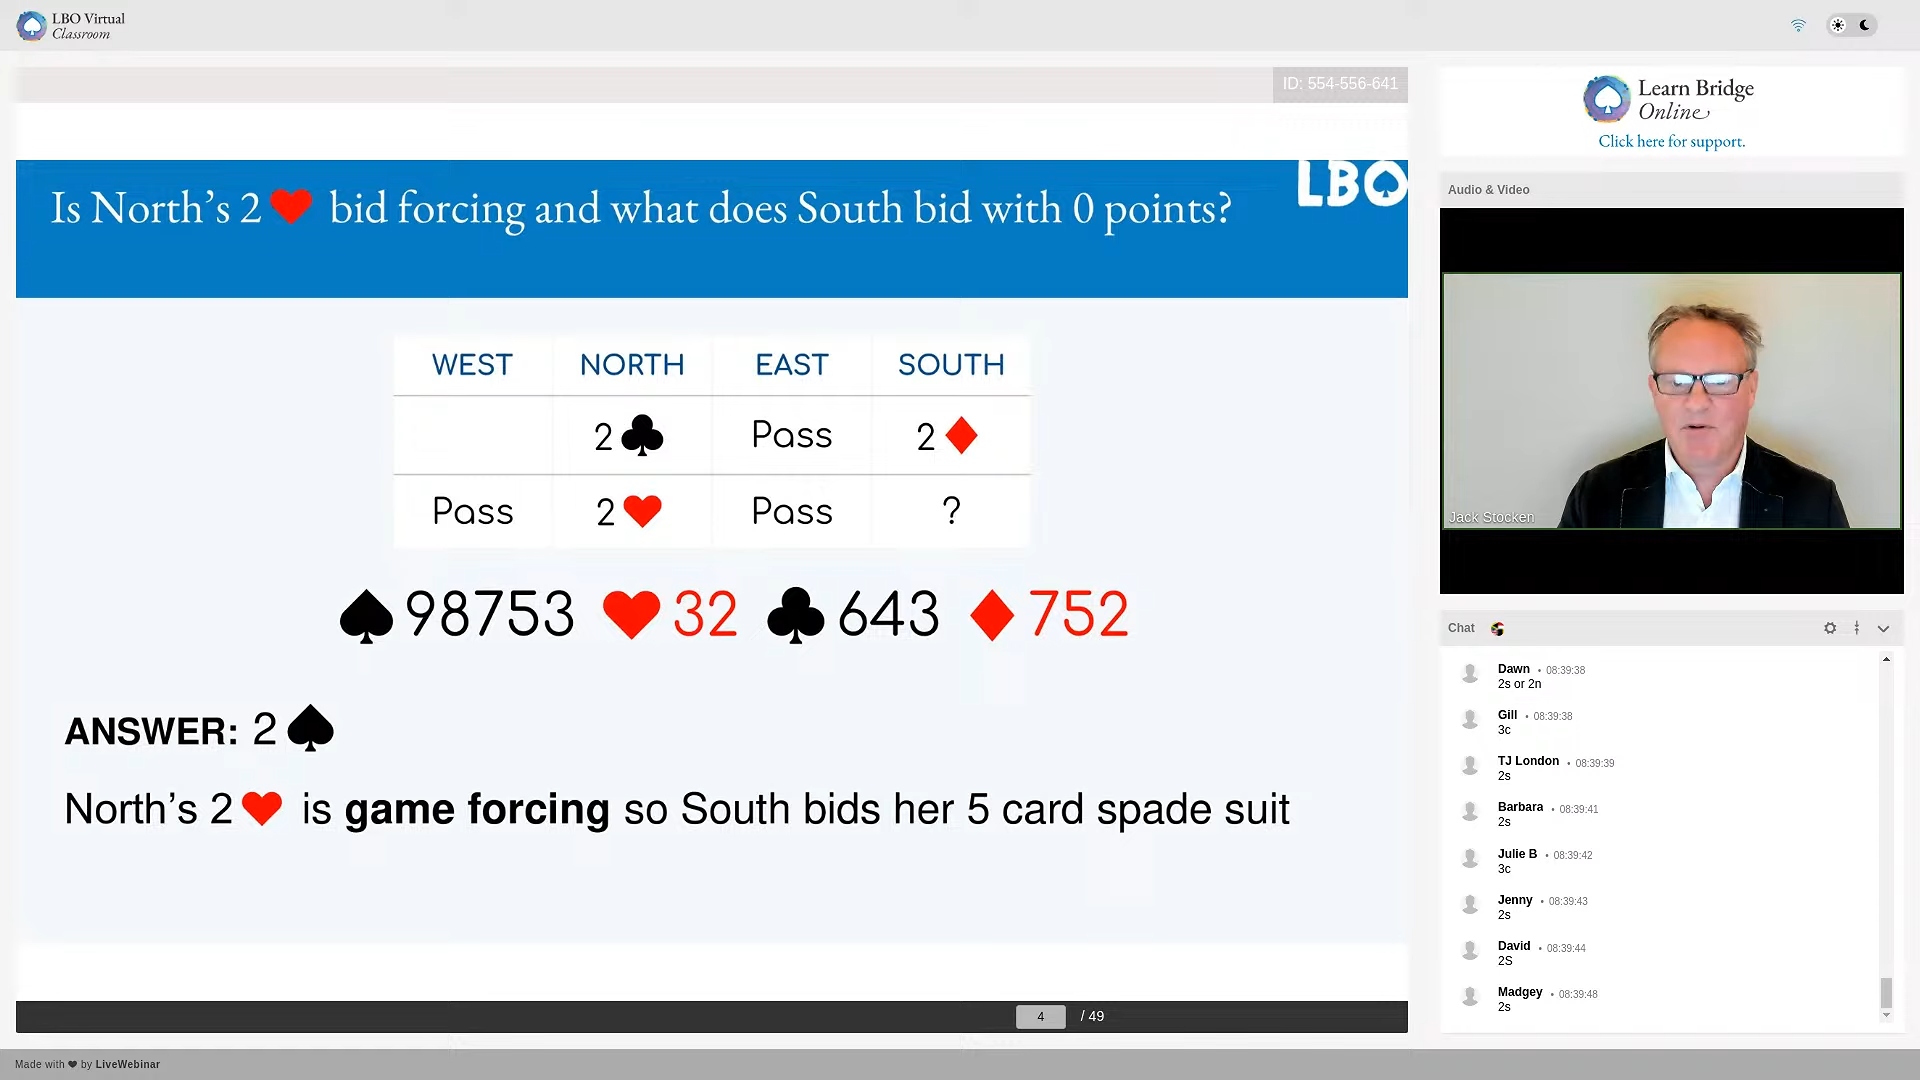 LBO Virtual
Classroom
ID: 554-556-641
Is North's 2♥ bid forcing and what does South bid with 0 points?
LBO
WEST NORTH EAST SOUTH
2♣ Pass 2♦
Pass 2♥ Pass ?
♠98753 ♥32 ♣643 ♦752
ANSWER: 2♠
North's 2♥ is game forcing so South bids her 5 card spade suit
4 / 49
Made with ❤ by LiveWebinar
Learn Bridge
Online
Click here for support.
Audio & Video
Jack Stocken
Chat
Dawn • 08:39:38
2s or 2n
Gill • 08:39:38
3c
TJ London • 08:39:39
2s
Barbara • 08:39:41
2s
Julie B • 08:39:42
3c
Jenny • 08:39:43
2s
David • 08:39:44
2S
Madgey • 08:39:48
2s